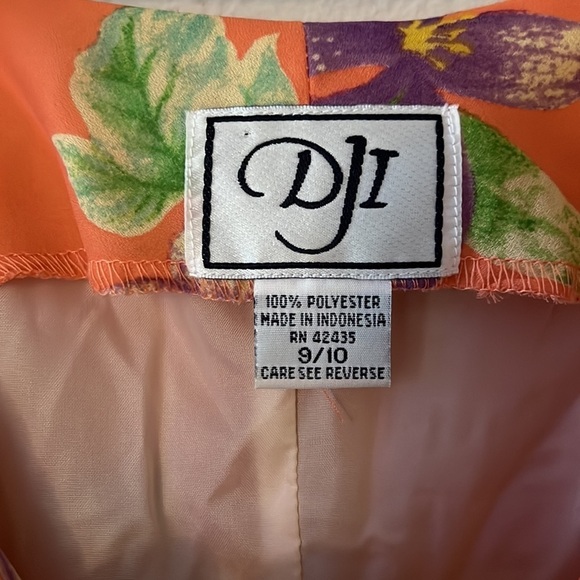 DJI
100% POLYESTER
MADE IN INDONESIA
RN 42435
9/10
CARE SEE REVERSE